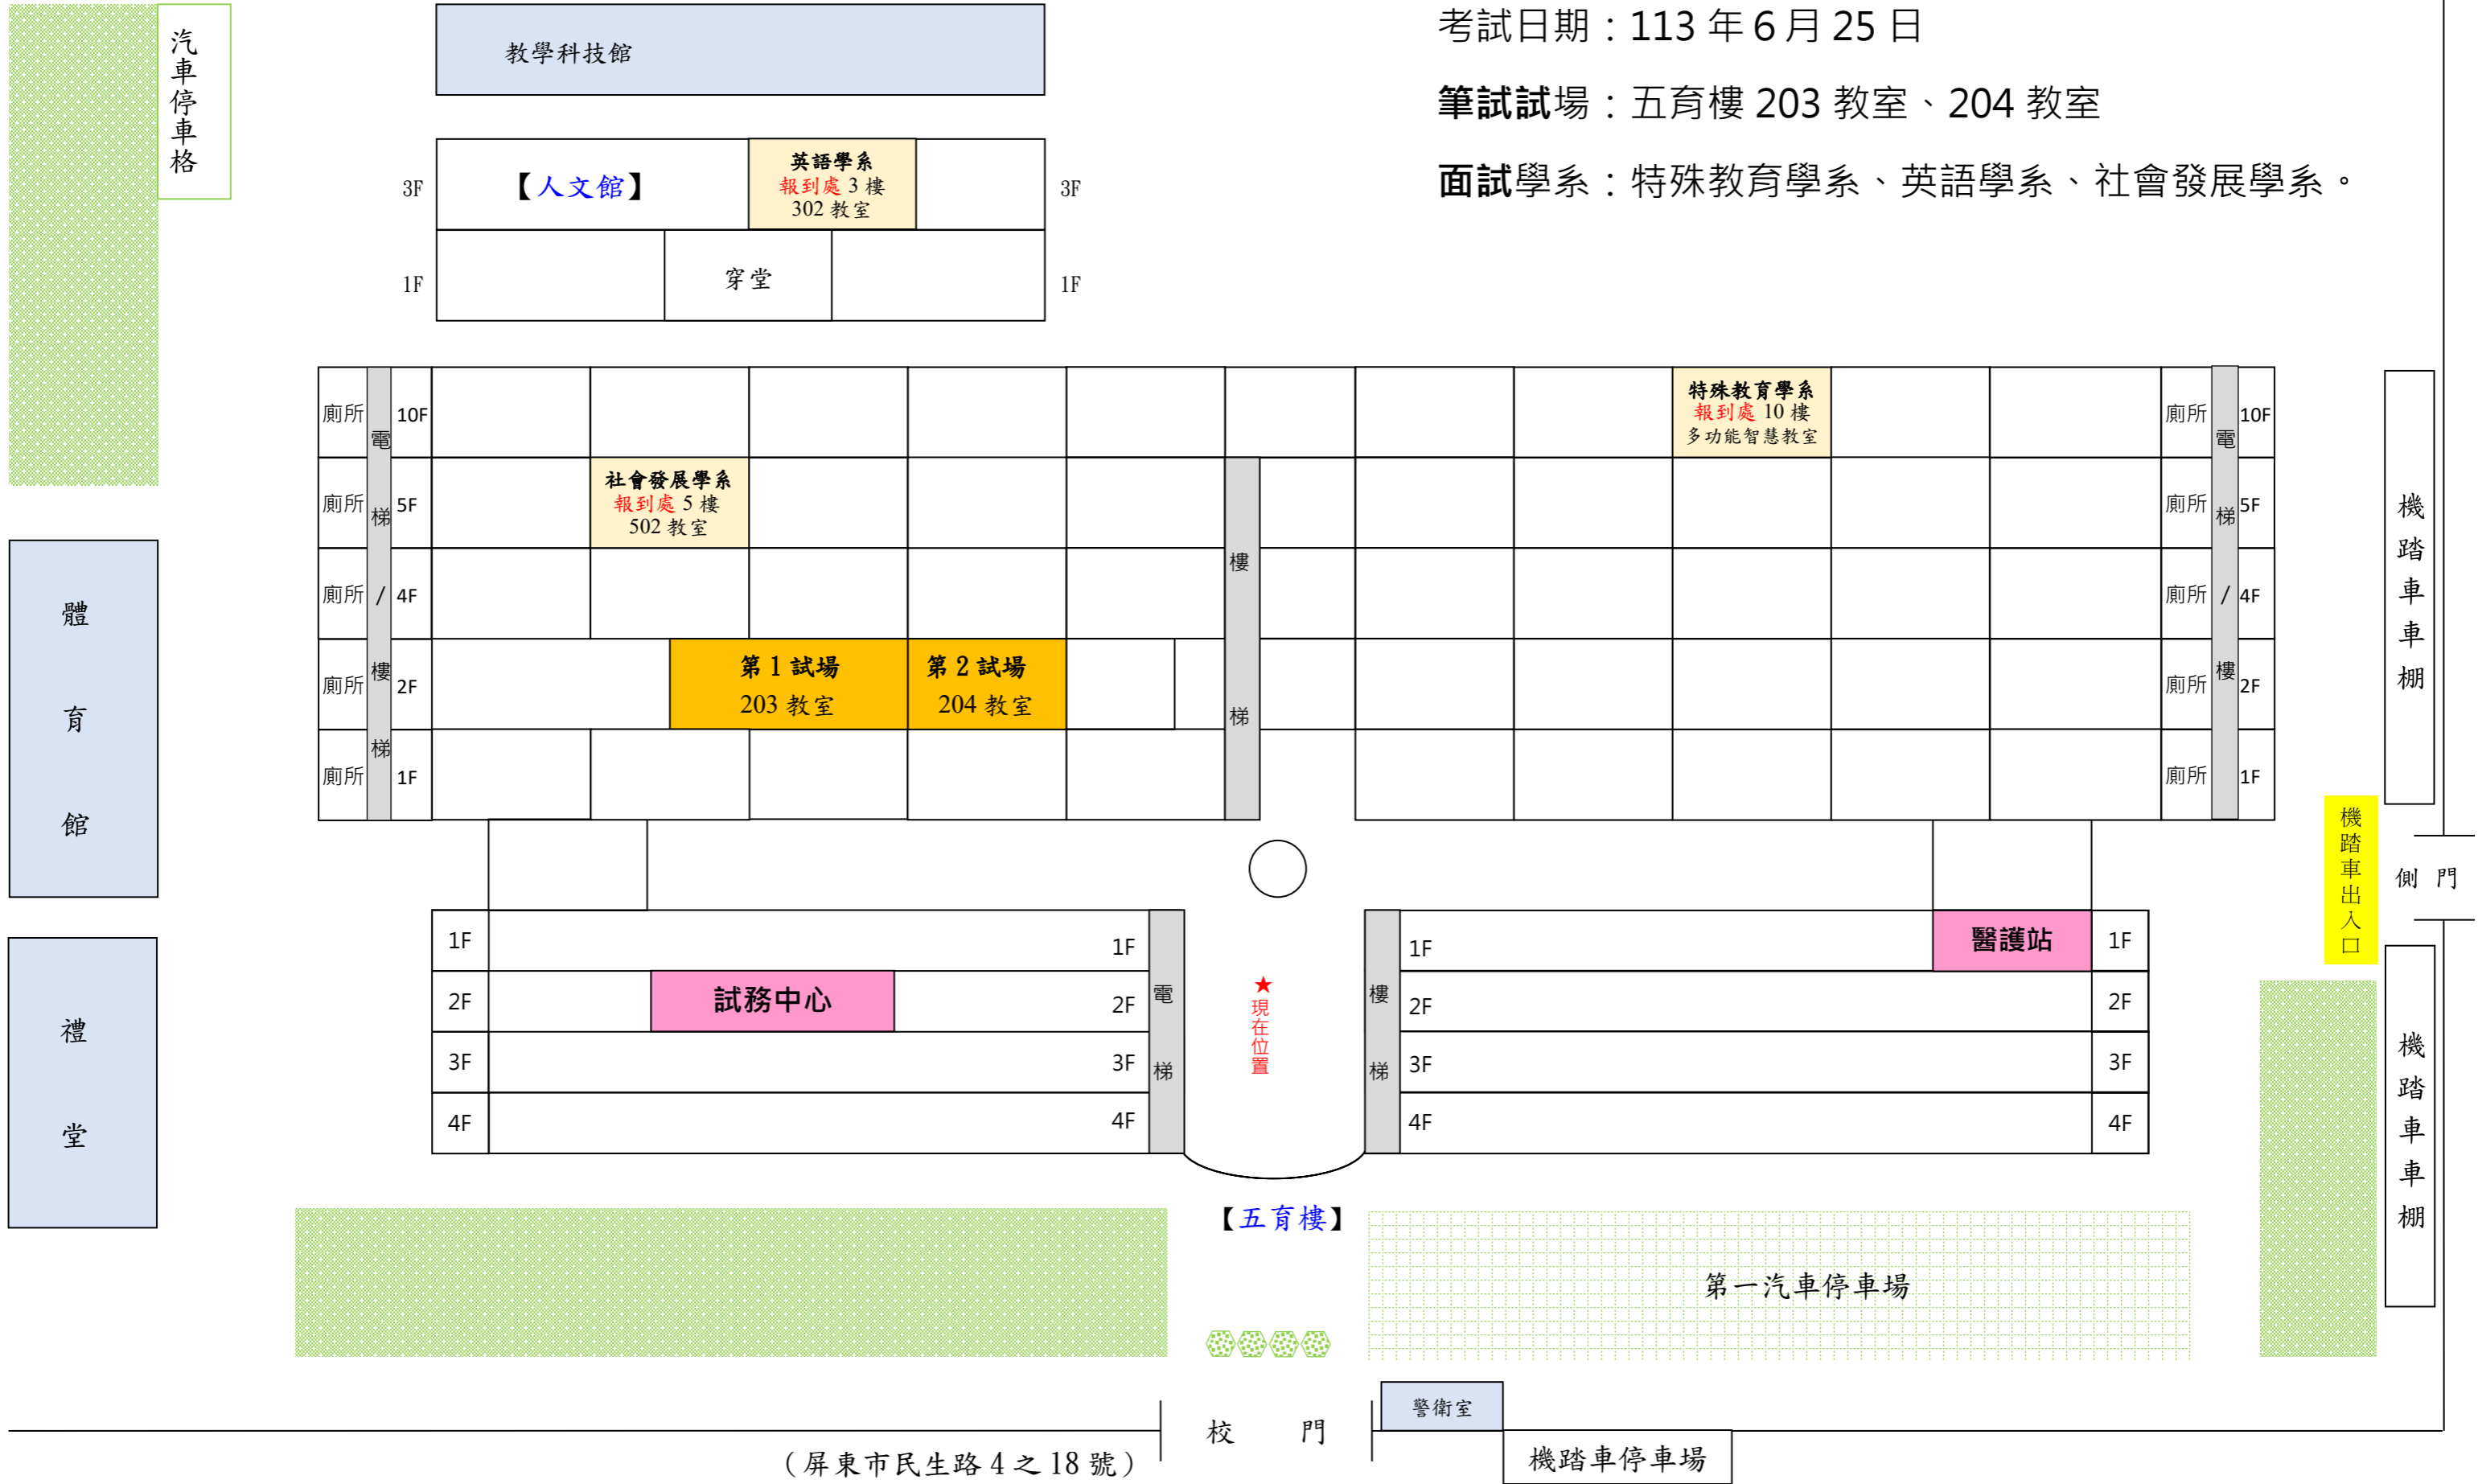 考試日期：113 年 6 月 25 日
筆試試場：五育樓 203 教室、204 教室
面試學系：特殊教育學系、英語學系、社會發展學系。
汽車停車格
教學科技館
3F
【人文館】
英語學系
報到處 3 樓
302 教室
3F
1F
穿堂
1F
廁所
10F
特殊教育學系
報到處 10 樓
多功能智慧教室
廁所
10F
廁所
5F
社會發展學系
報到處 5 樓
502 教室
廁所
5F
廁所
4F
廁所
4F
廁所
2F
第 1 試場
203 教室
第 2 試場
204 教室
廁所
2F
廁所
1F
廁所
1F
電梯/樓梯
樓梯
電梯/樓梯
體育館
禮堂
機踏車車棚
機踏車出入口
側門
機踏車車棚
1F
1F
1F
醫護站
1F
2F
試務中心
2F
2F
2F
3F
3F
3F
3F
4F
4F
4F
4F
電梯
★
現在位置
樓梯
【五育樓】
第一汽車停車場
警衛室
校門
機踏車停車場
（屏東市民生路 4 之 18 號）